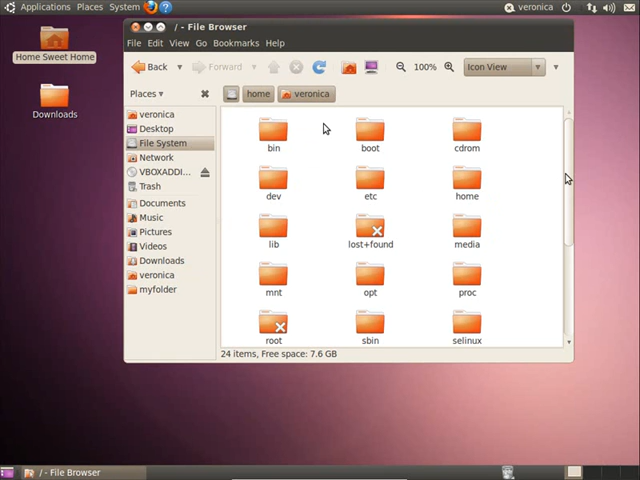 Applications Places System veronica
/ - File Browser
File Edit View Go Bookmarks Help
Back Forward 100% Icon View
Places home veronica
veronica
Desktop
File System
Network
VBOXADDI...
Trash
Documents
Music
Pictures
Videos
Downloads
veronica
myfolder
bin boot cdrom
dev etc home
lib lost+found media
mnt opt proc
root sbin selinux
24 items, Free space: 7.6 GB
Home Sweet Home
Downloads
/ - File Browser